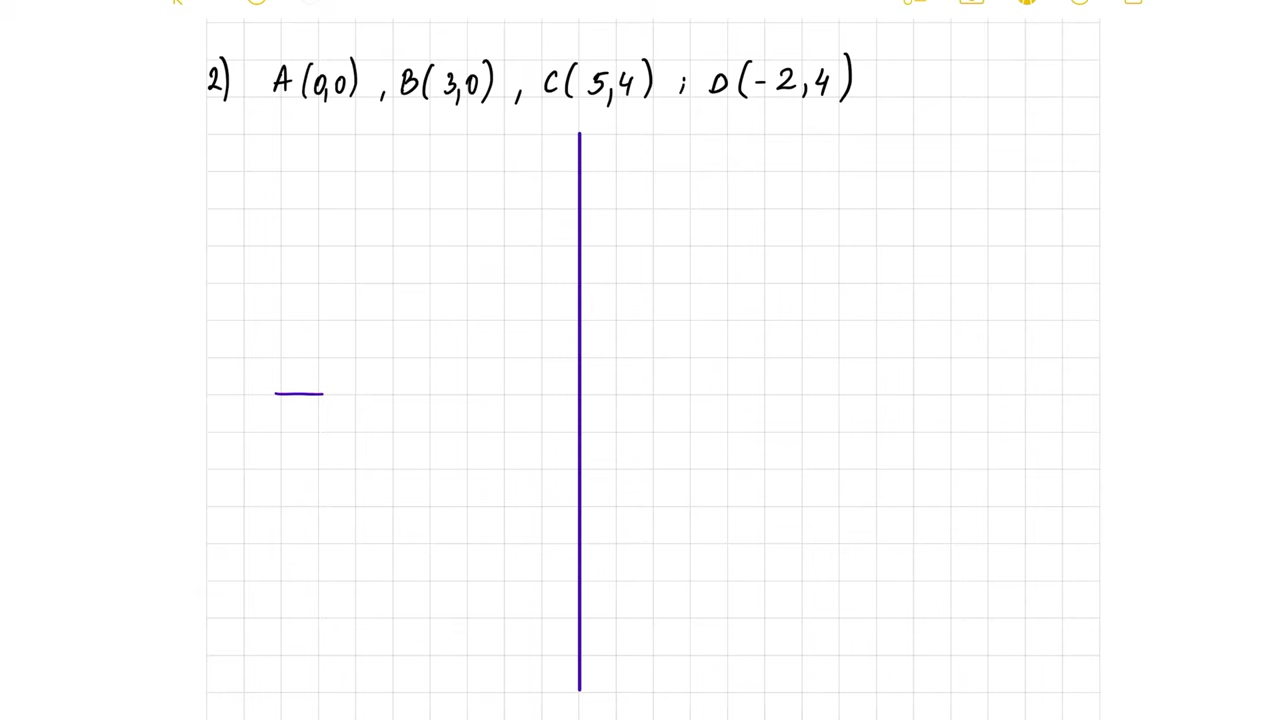 2) A(0,0) , B(3,0) , C(5,4) ; D(-2,4)